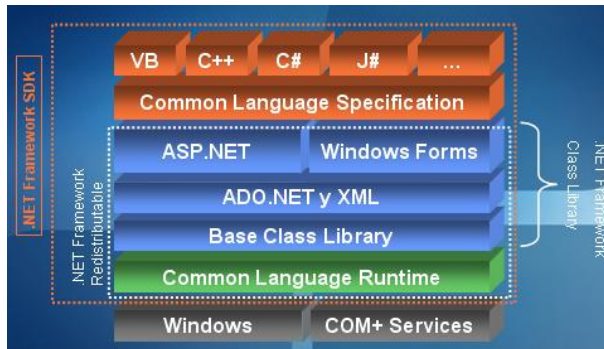 VB C++ C# J# ...
Common Language Specification
ASP.NET Windows Forms
ADO.NET y XML
Base Class Library
Common Language Runtime
Windows COM+ Services
.NET Framework SDK
.NET Framework
Redistributable
.NET Framework
Class Library